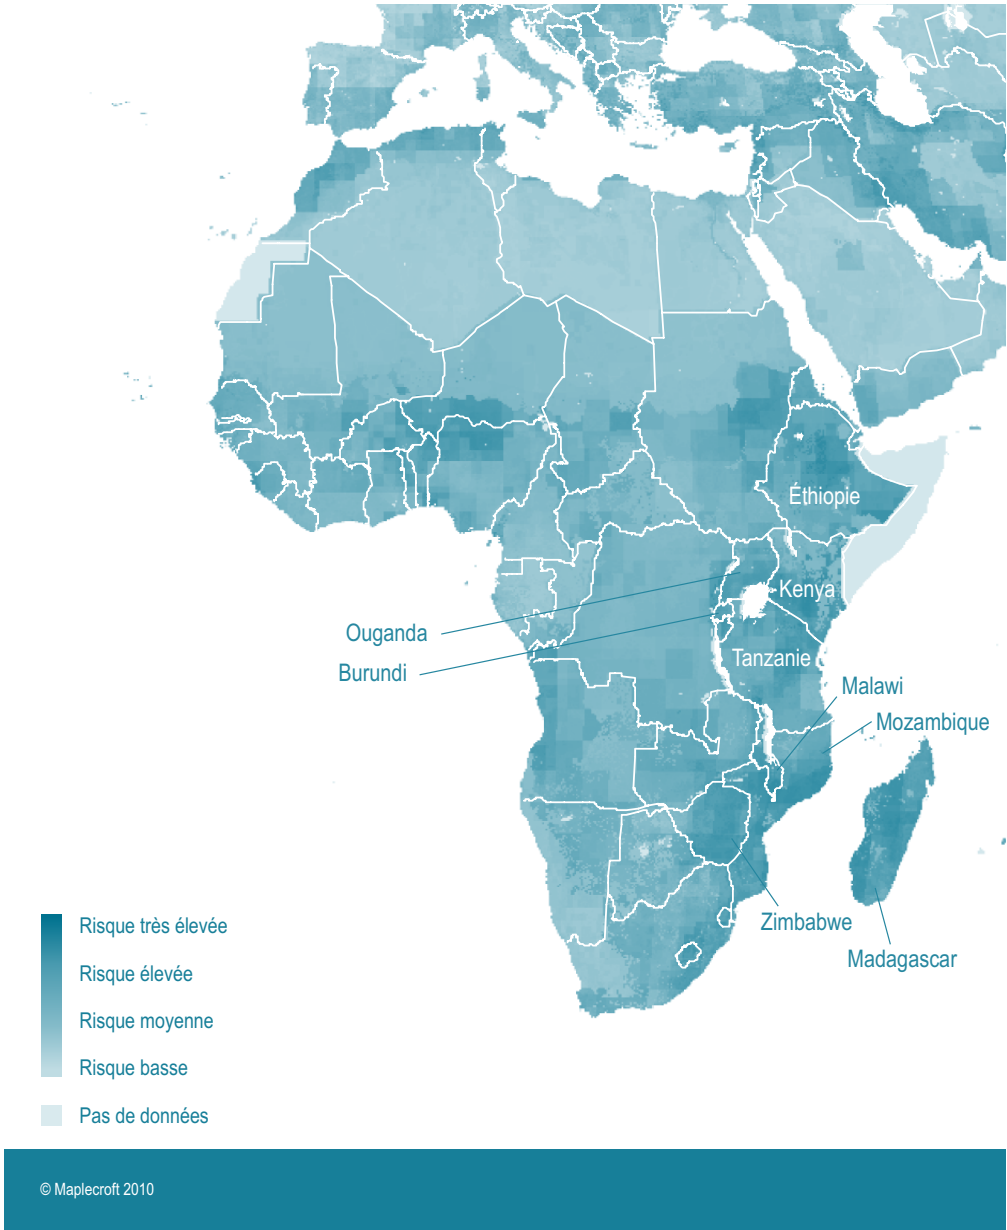 Éthiopie
Kenya
Ouganda
Burundi
Tanzanie
Malawi
Mozambique
Zimbabwe
Madagascar
Risque très élevée
Risque élevée
Risque moyenne
Risque basse
Pas de données
© Maplecroft 2010